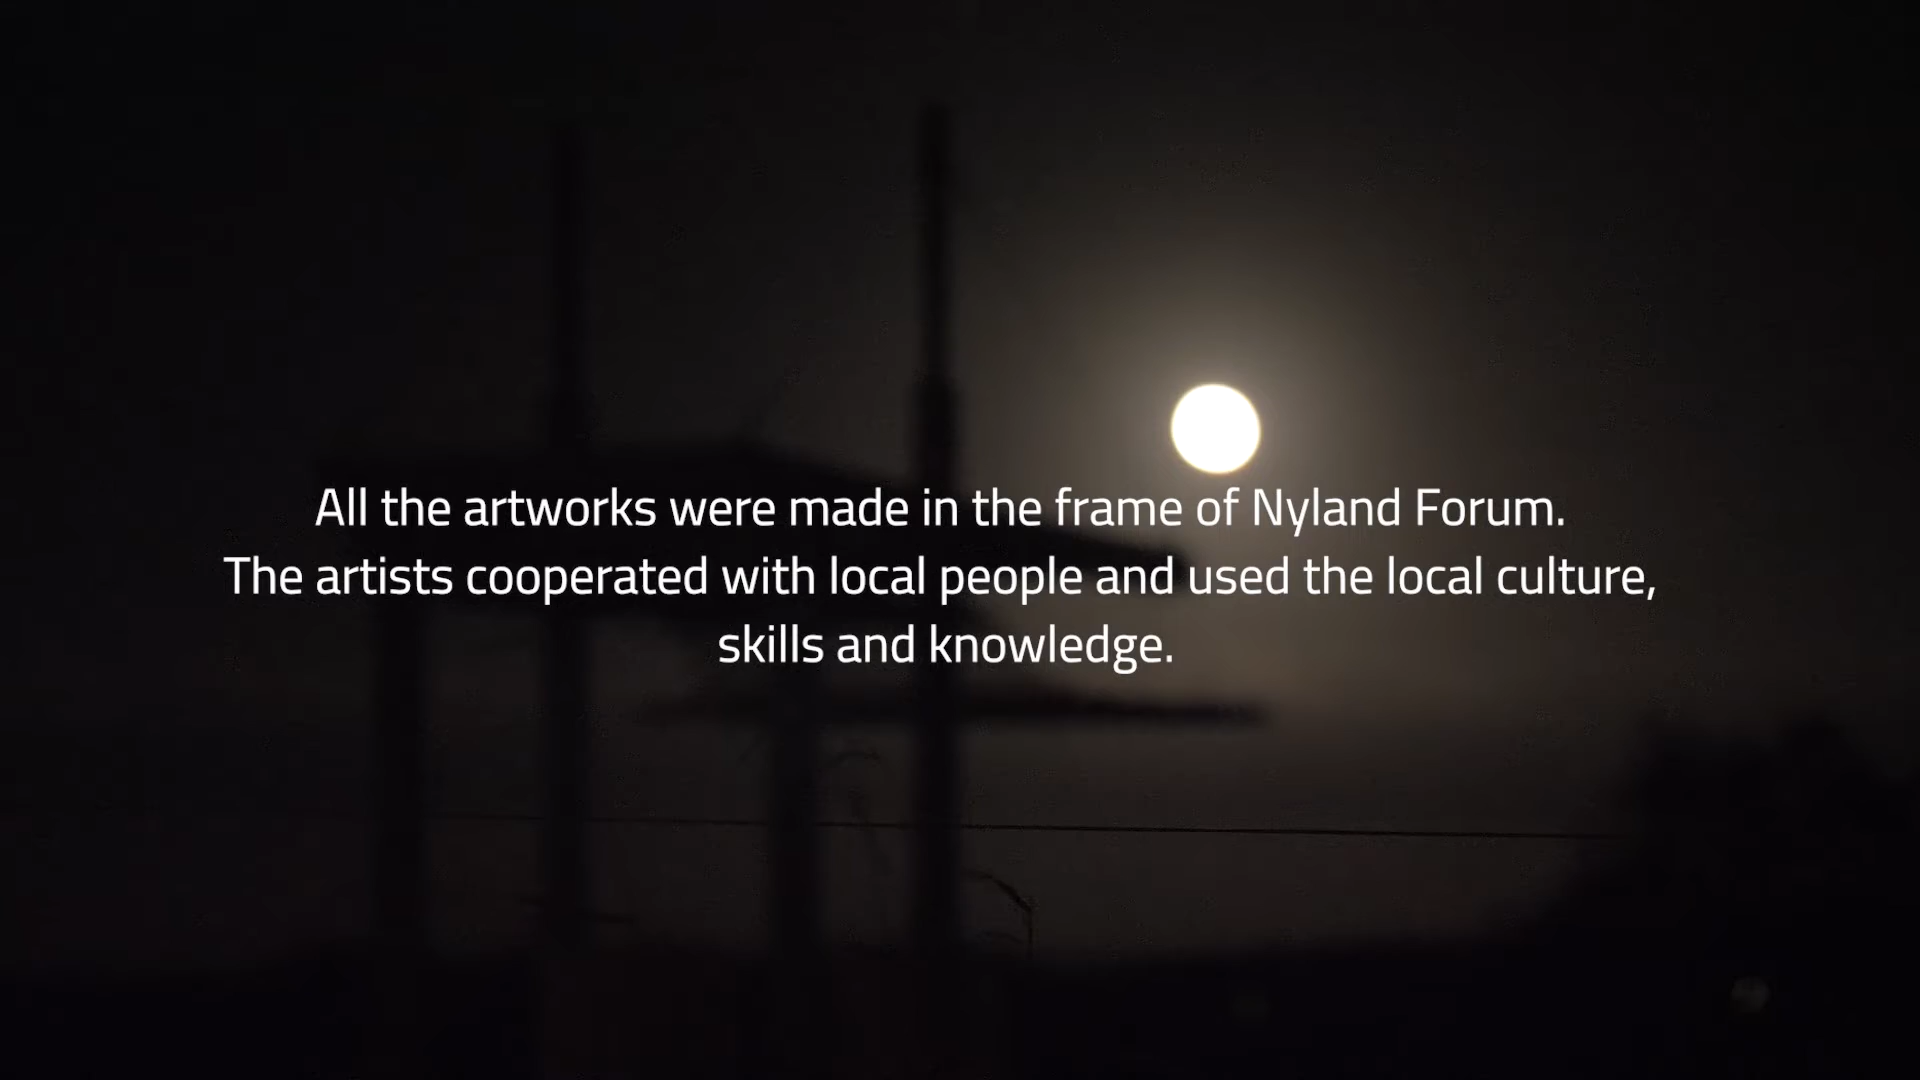 All the artworks were made in the frame of Nyland Forum.
The artists cooperated with local people and used the local culture,
skills and knowledge.